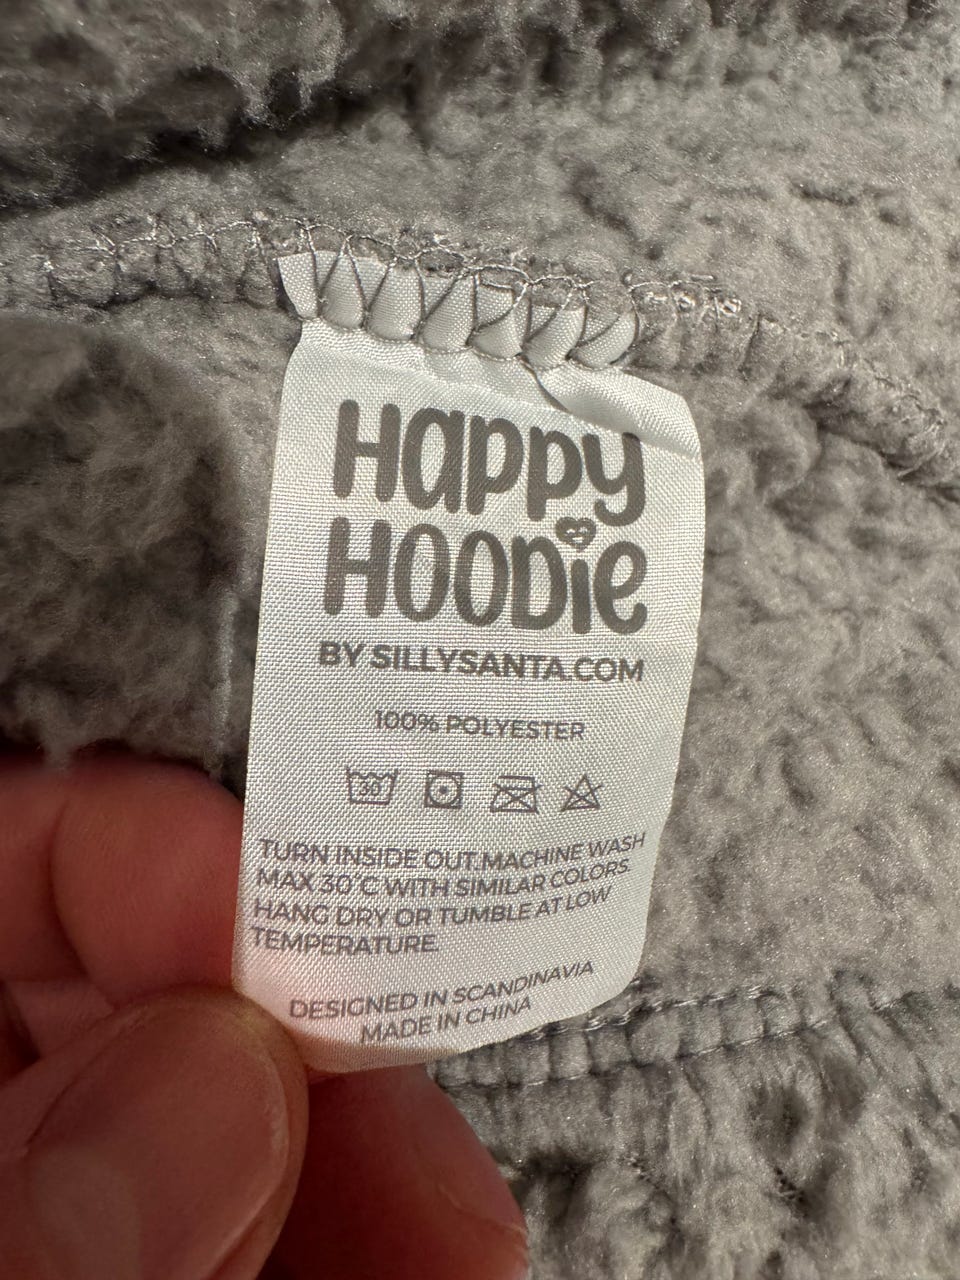 Happy
Hoodie
BY SILLYSANTA.COM
100% POLYESTER
30
TURN INSIDE OUT.MACHINE WASH
MAX 30°C WITH SIMILAR COLORS.
HANG DRY OR TUMBLE AT LOW
TEMPERATURE.
DESIGNED IN SCANDINAVIA
MADE IN CHINA